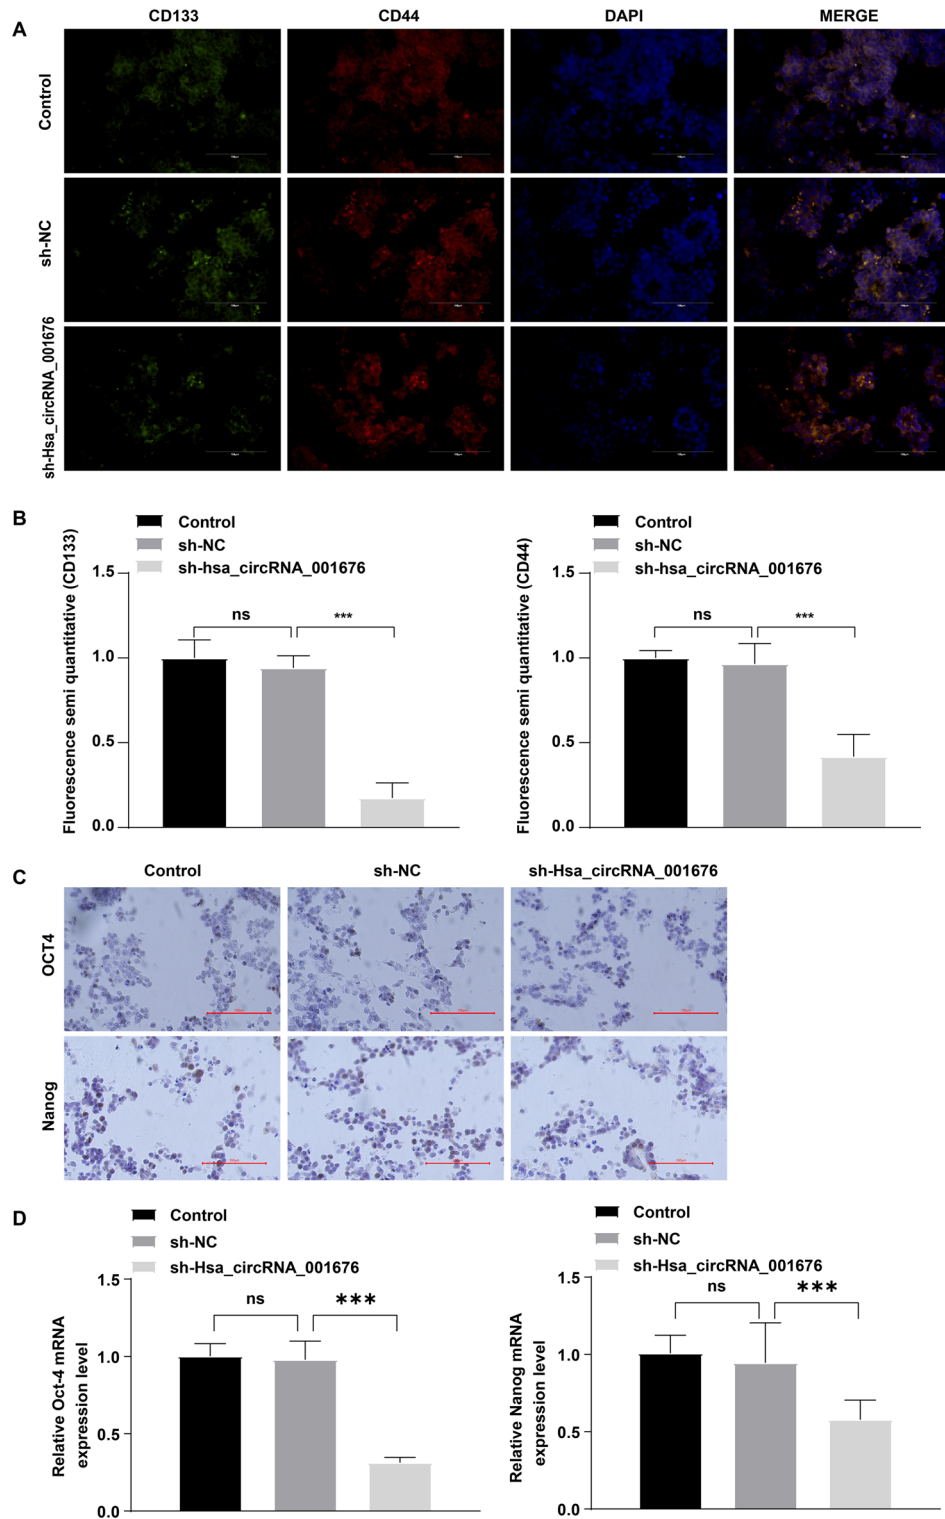 A
CD133 CD44 DAPI MERGE
Control
sh-NC
sh-Hsa_circRNA_001676
B
Control
sh-NC
sh-hsa_circRNA_001676
Fluorescence semi quantitative (CD133)
1.5
1.0
0.5
0.0
ns ***
Control
sh-NC
sh-hsa_circRNA_001676
Fluorescence semi quantitative (CD44)
1.5
1.0
0.5
0.0
ns ***
C
Control sh-NC sh-Hsa_circRNA_001676
OCT4
Nanog
D
Control
sh-NC
sh-Hsa_circRNA_001676
Relative Oct-4 mRNA
expression level
1.5
1.0
0.5
0.0
ns ***
Control
sh-NC
sh-Hsa_circRNA_001676
Relative Nanog mRNA
expression level
1.5
1.0
0.5
0.0
ns ***